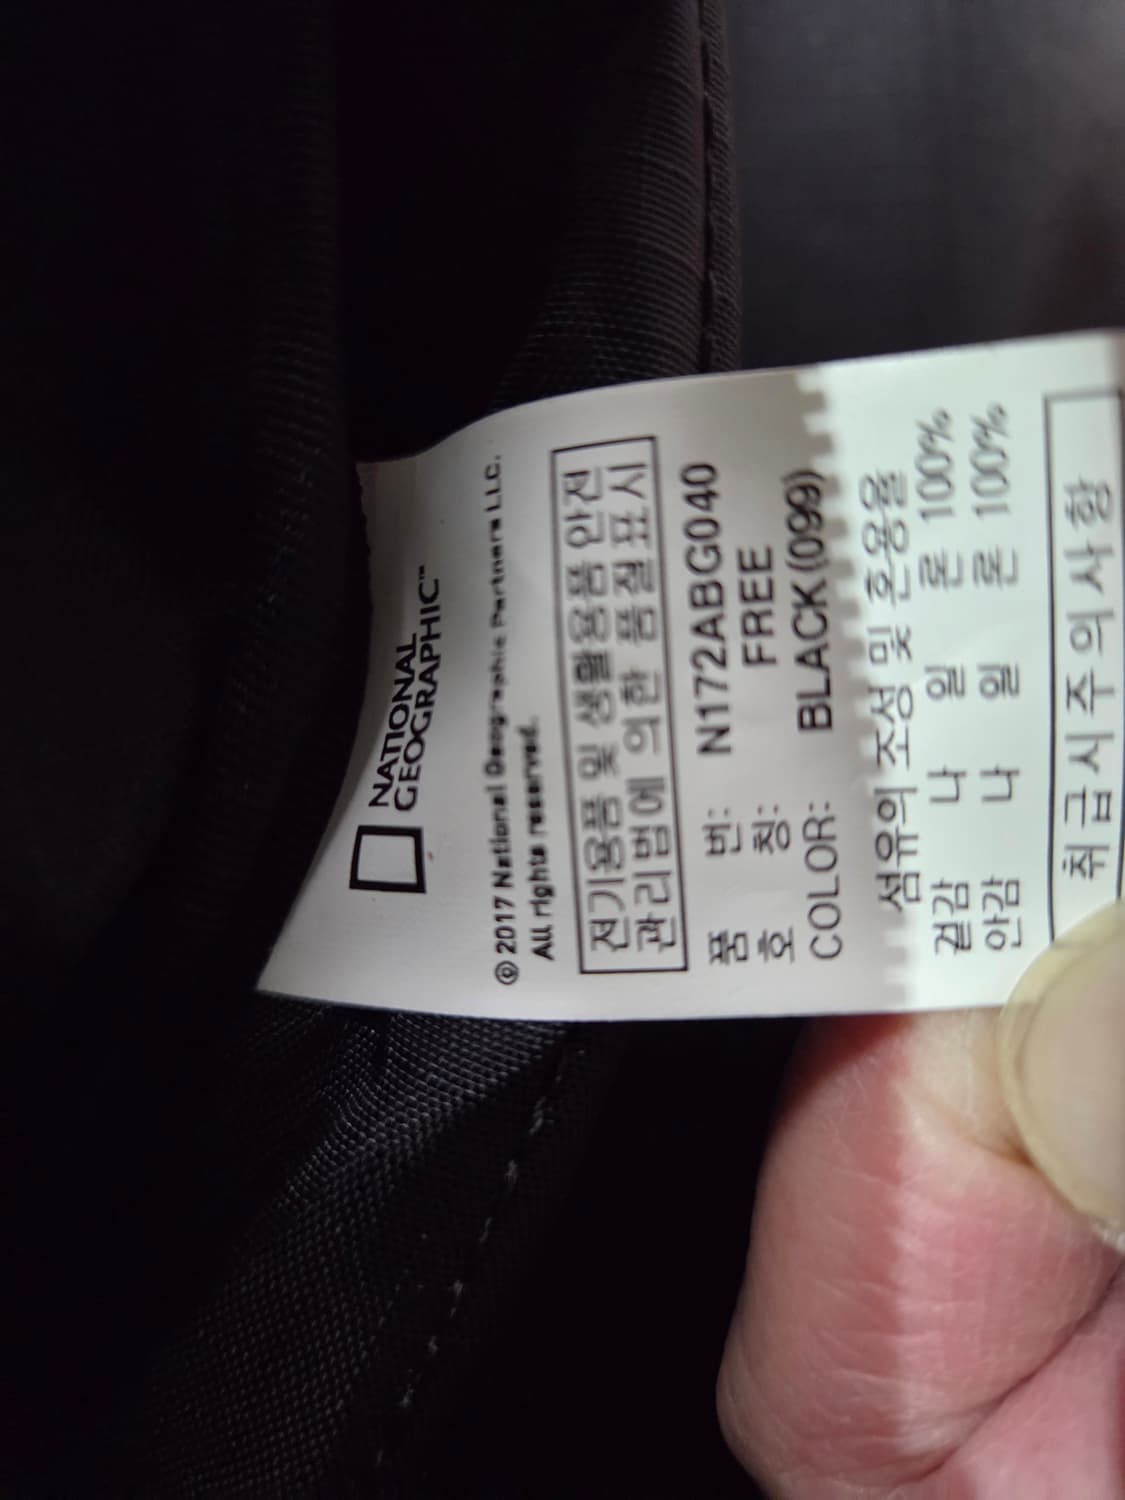 NATIONAL
GEOGRAPHIC™
© 2017 National Geographic Partners LLC.
All rights reserved.
전기용품 및 생활용품 안전
관리법에 의한 품질표시
품 번: N172ABG040
호 칭: FREE
COLOR: BLACK(099)
섬유의 조성 및 혼용율
겉감 나 일 론 100%
안감 나 일 론 100%
취급시주의사항